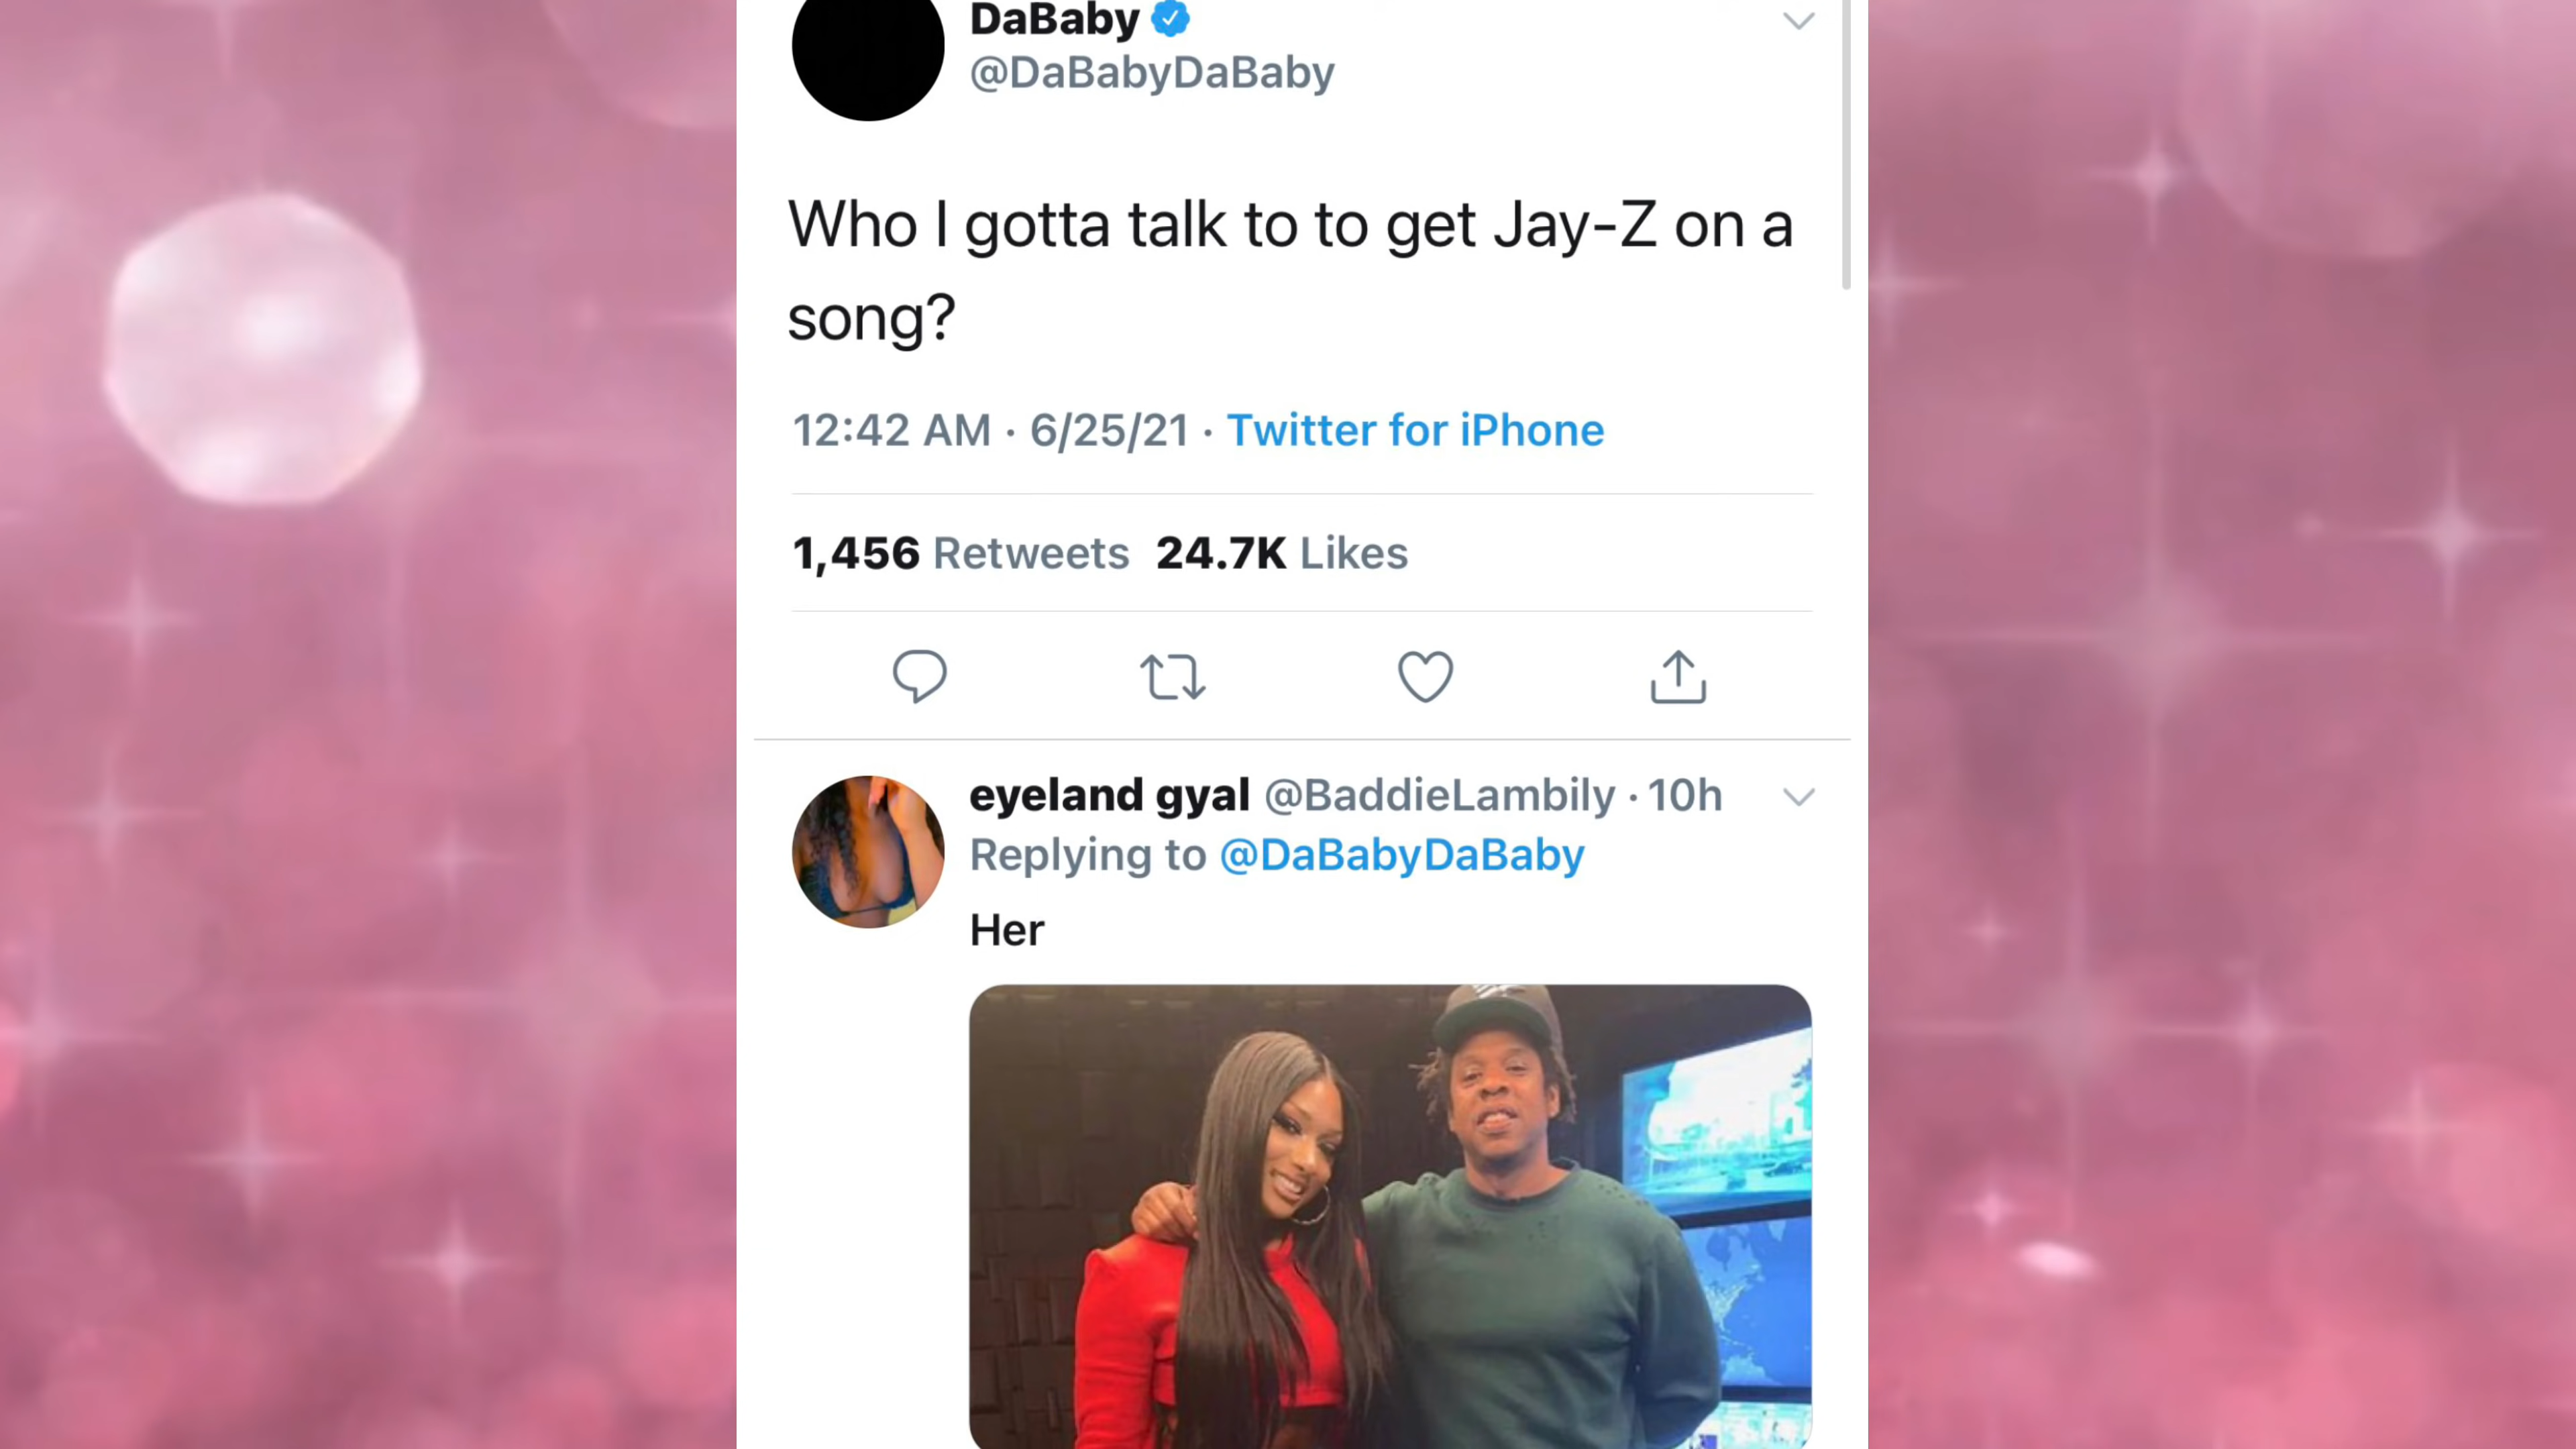 DaBaby
@DaBabyDaBaby
Who I gotta talk to to get Jay-Z on a
song?
12:42 AM · 6/25/21 · Twitter for iPhone
1,456 Retweets 24.7K Likes
eyeland gyal @BaddieLambily · 10h
Replying to @DaBabyDaBaby
Her